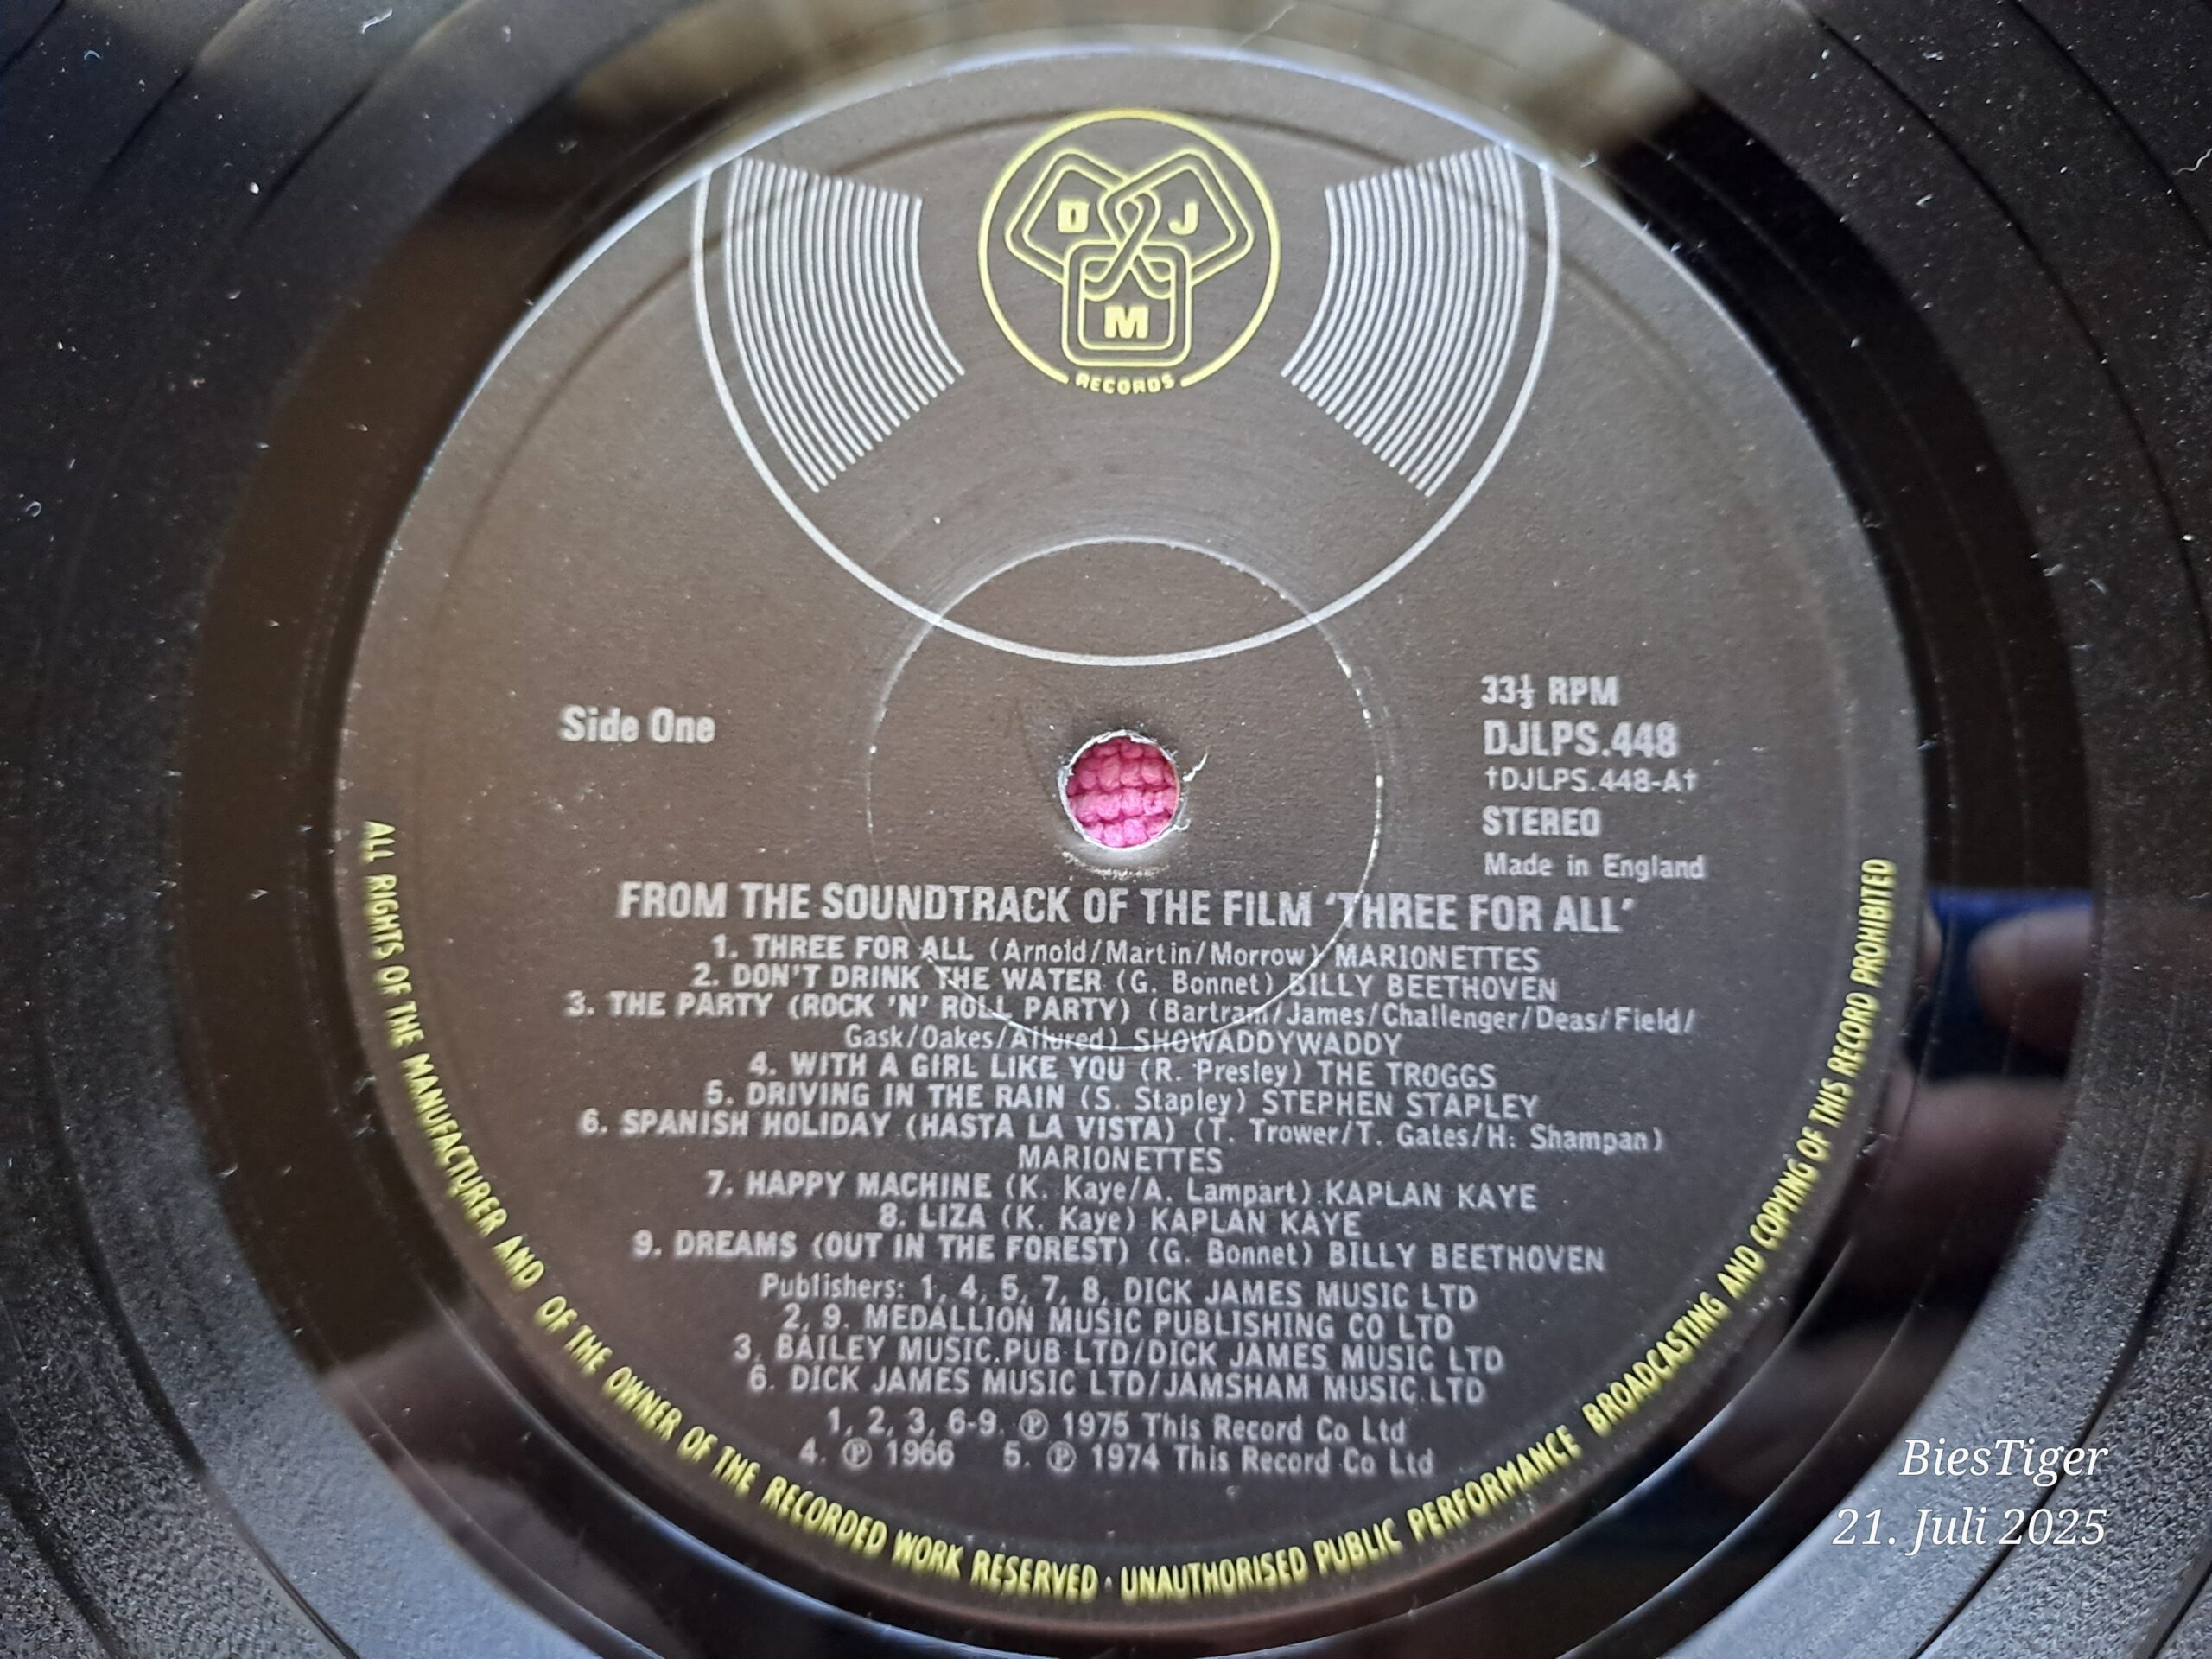 D J
M
RECORDS
Side One
33⅓ RPM
DJLPS.448
†DJLPS.448-A†
STEREO
Made in England
FROM THE SOUNDTRACK OF THE FILM 'THREE FOR ALL'
1. THREE FOR ALL (Arnold/Martin/Morrow) MARIONETTES
2. DON'T DRINK THE WATER (G. Bonnet) BILLY BEETHOVEN
3. THE PARTY (ROCK 'N' ROLL PARTY) (Bartram/James/Challenger/Deas/Field/
Gask/Oakes/Allured) SHOWADDYWADDY
4. WITH A GIRL LIKE YOU (R. Presley) THE TROGGS
5. DRIVING IN THE RAIN (S. Stapley) STEPHEN STAPLEY
6. SPANISH HOLIDAY (HASTA LA VISTA) (T. Trower/T. Gates/H. Shampan)
MARIONETTES
7. HAPPY MACHINE (K. Kaye/A. Lampart) KAPLAN KAYE
8. LIZA (K. Kaye) KAPLAN KAYE
9. DREAMS (OUT IN THE FOREST) (G. Bonnet) BILLY BEETHOVEN
Publishers: 1, 4, 5, 7, 8, DICK JAMES MUSIC LTD
2, 9. MEDALLION MUSIC PUBLISHING CO LTD
3, BAILEY MUSIC.PUB LTD/DICK JAMES MUSIC LTD
6. DICK JAMES MUSIC LTD/JAMSHAM MUSIC LTD
1, 2, 3, 6-9. ℗ 1975 This Record Co Ltd
4. ℗ 1966 5. ℗ 1974 This Record Co Ltd
ALL RIGHTS OF THE MANUFACTURER AND OF THE OWNER OF THE RECORDED WORK RESERVED · UNAUTHORISED PUBLIC PERFORMANCE BROADCASTING AND COPYING OF THIS RECORD PROHIBITED
BiesTiger
21. Juli 2025